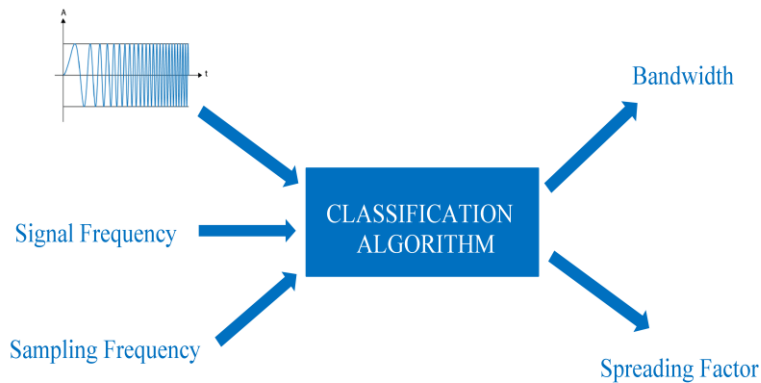 A
t
Bandwidth
Signal Frequency
CLASSIFICATION
ALGORITHM
Sampling Frequency
Spreading Factor